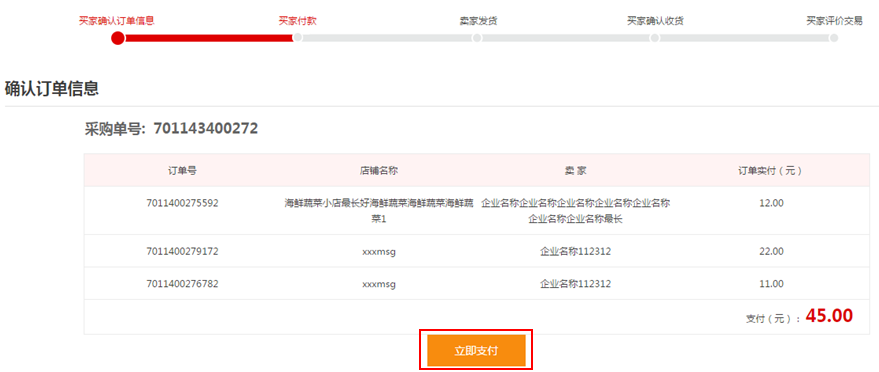 买家确认订单信息 买家付款 卖家发货 买家确认收货 买家评价交易
确认订单信息
采购单号: 701143400272
订单号 店铺名称 卖 家 订单实付（元）
7011400275592 海鲜蔬菜小店最长好海鲜蔬菜海鲜蔬菜海鲜蔬 企业名称企业名称企业名称企业名称企业名称 12.00
菜1 企业名称企业名称最长
7011400279172 xxxmsg 企业名称112312 22.00
7011400276782 xxxmsg 企业名称112312 11.00
支付（元）: 45.00
立即支付